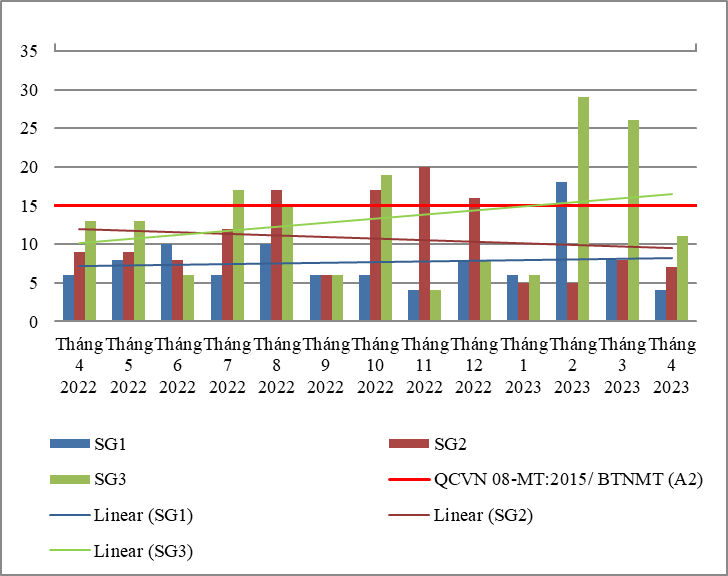 35
30
25
20
15
10
5
0
Tháng Tháng Tháng Tháng Tháng Tháng Tháng Tháng Tháng Tháng Tháng Tháng Tháng
4 5 6 7 8 9 10 11 12 1 2 3 4
2022 2022 2022 2022 2022 2022 2022 2022 2022 2023 2023 2023 2023
SG1 SG2
SG3 QCVN 08-MT:2015/ BTNMT (A2)
Linear (SG1) Linear (SG2)
Linear (SG3)